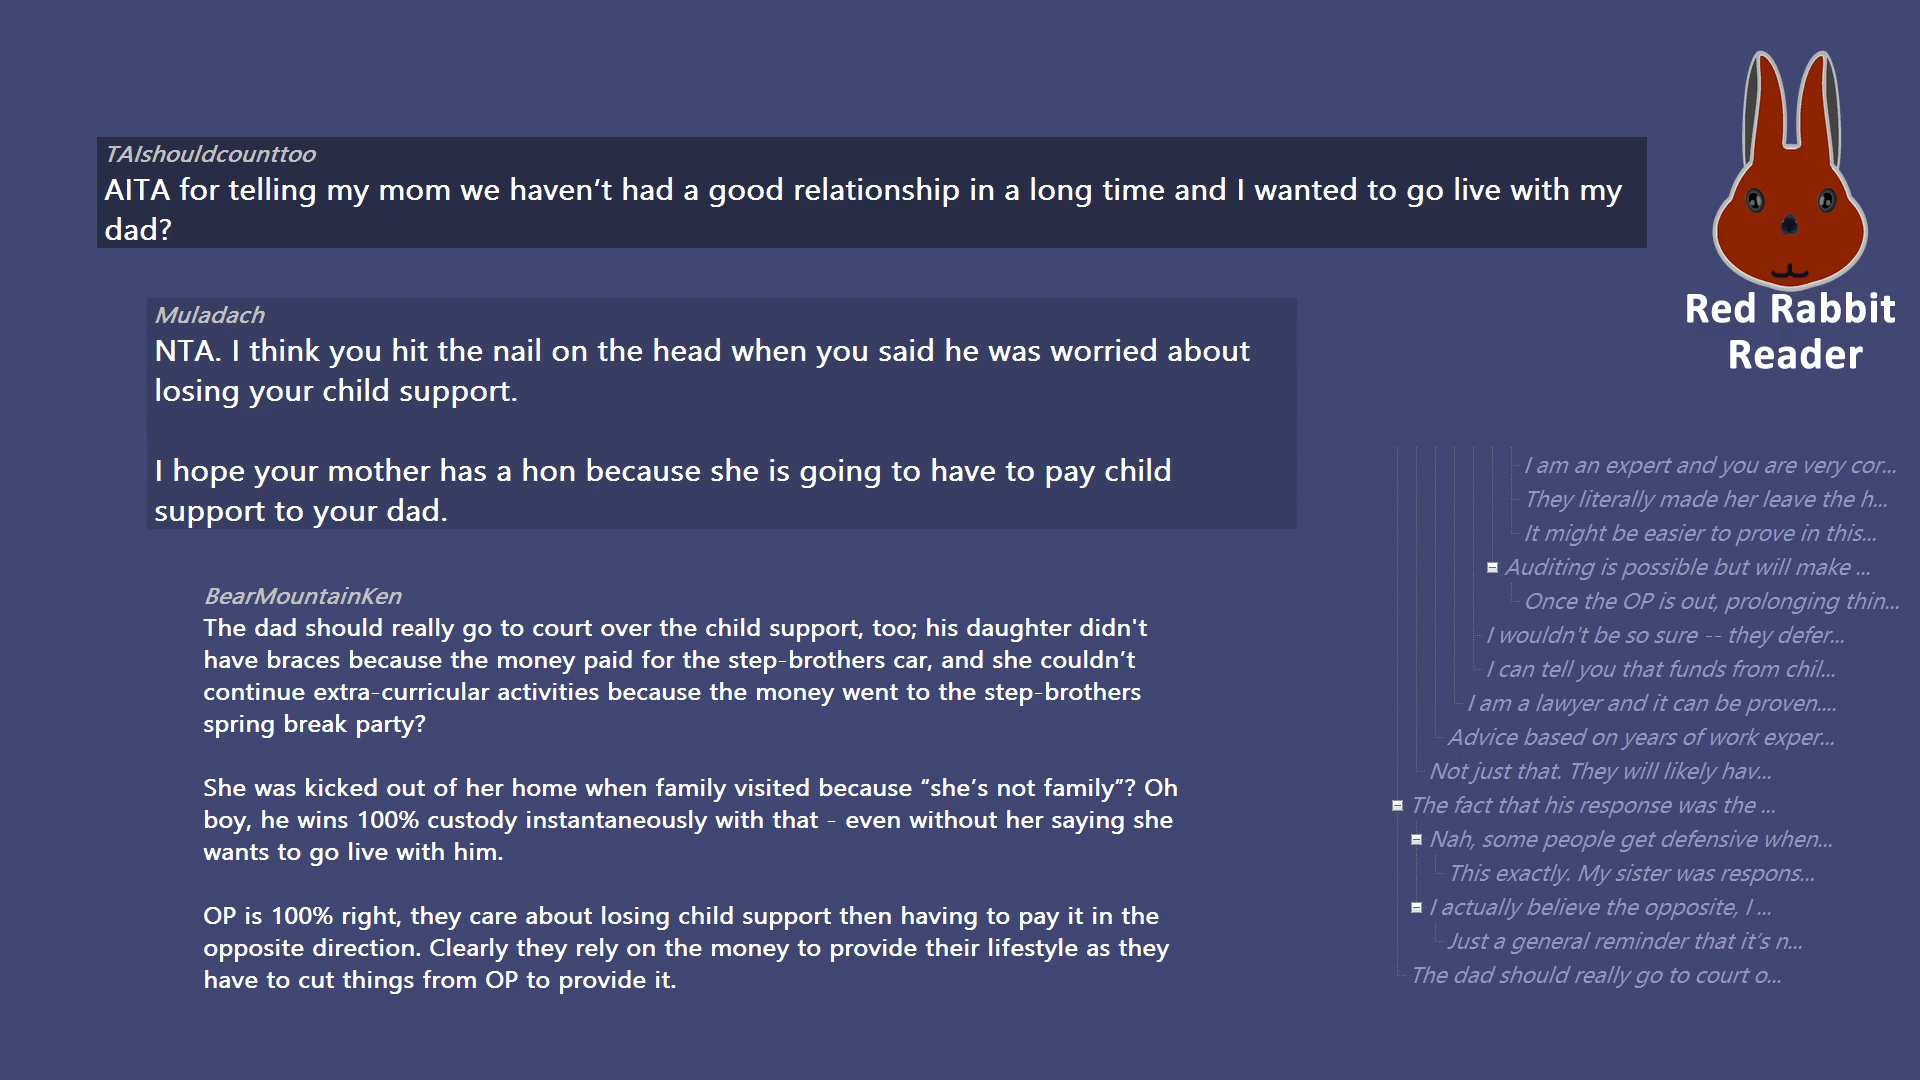 TAIshouldcounttoo
AITA for telling my mom we haven’t had a good relationship in a long time and I wanted to go live with my
dad?
Muladach
NTA. I think you hit the nail on the head when you said he was worried about
losing your child support.
I hope your mother has a hon because she is going to have to pay child
support to your dad.
BearMountainKen
The dad should really go to court over the child support, too; his daughter didn't
have braces because the money paid for the step-brothers car, and she couldn’t
continue extra-curricular activities because the money went to the step-brothers
spring break party?
She was kicked out of her home when family visited because “she’s not family”? Oh
boy, he wins 100% custody instantaneously with that - even without her saying she
wants to go live with him.
OP is 100% right, they care about losing child support then having to pay it in the
opposite direction. Clearly they rely on the money to provide their lifestyle as they
have to cut things from OP to provide it.
Red Rabbit
Reader
I am an expert and you are very cor...
They literally made her leave the h...
It might be easier to prove in this...
Auditing is possible but will make ...
Once the OP is out, prolonging thin...
I wouldn't be so sure -- they defer...
I can tell you that funds from chil...
I am a lawyer and it can be proven....
Advice based on years of work exper...
Not just that. They will likely hav...
The fact that his response was the ...
Nah, some people get defensive when...
This exactly. My sister was respons...
I actually believe the opposite, I ...
Just a general reminder that it’s n...
The dad should really go to court o...